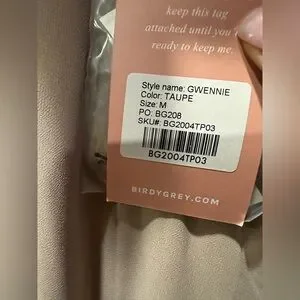 keep this tag
attached until you're
ready to keep me.
Style name: GWENNIE
Color: TAUPE
Size: M
PO: BG208
SKU#: BG2004TP03
BG2004TP03
BIRDYGREY.COM